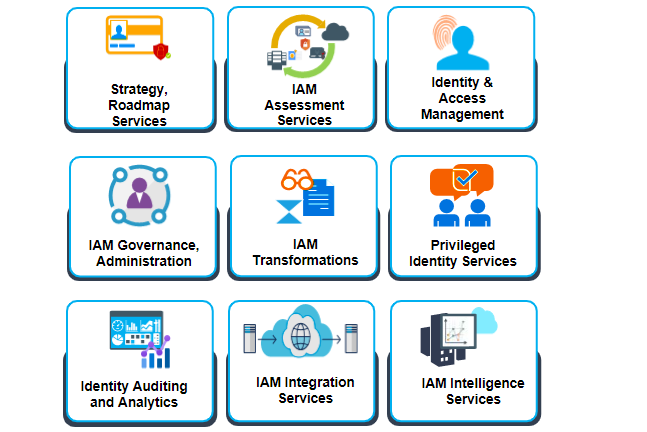 Strategy,
Roadmap
Services
IAM
Assessment
Services
Identity &
Access
Management
IAM Governance,
Administration
IAM
Transformations
Privileged
Identity Services
Identity Auditing
and Analytics
IAM Integration
Services
IAM Intelligence
Services